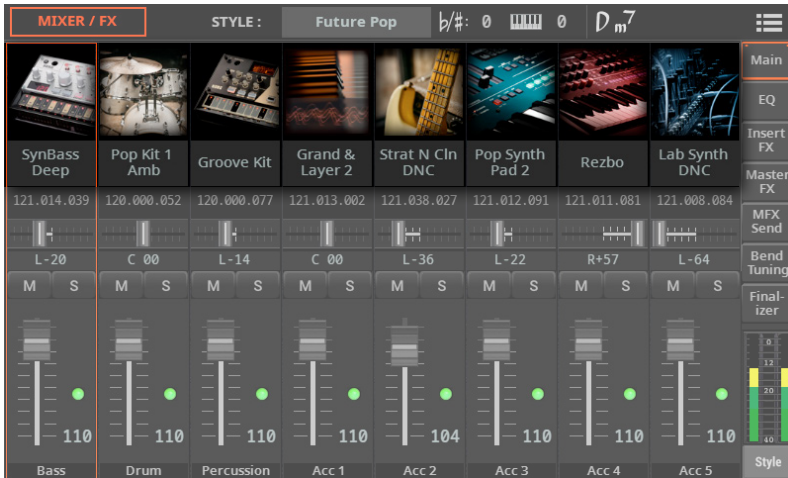 MIXER / FX STYLE : Future Pop b/#: 0 0 D m7
Main
EQ
Insert
FX
Master
FX
MFX
Send
Bend
Tuning
Final-
izer
SynBass
Deep
Pop Kit 1
Amb
Groove Kit
Grand &
Layer 2
Strat N Cln
DNC
Pop Synth
Pad 2
Rezbo
Lab Synth
DNC
121.014.039 120.000.052 120.000.077 121.013.002 121.038.027 121.012.091 121.011.081 121.008.084
L-20 C 00 L-14 C 00 L-36 L-22 R+57 L-64
M S M S M S M S M S M S M S M S
0
12
20
40
110 110 110 110 104 110 110 110
Bass Drum Percussion Acc 1 Acc 2 Acc 3 Acc 4 Acc 5
Style